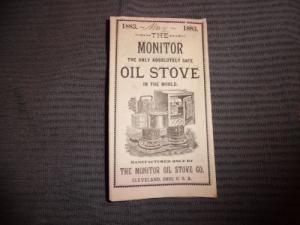 1883. 1883.
THE
MONITOR
THE ONLY ABSOLUTELY SAFE
OIL STOVE
IN THE WORLD.
MANUFACTURED ONLY BY
THE MONITOR OIL STOVE CO.
CLEVELAND, OHIO, U. S. A.